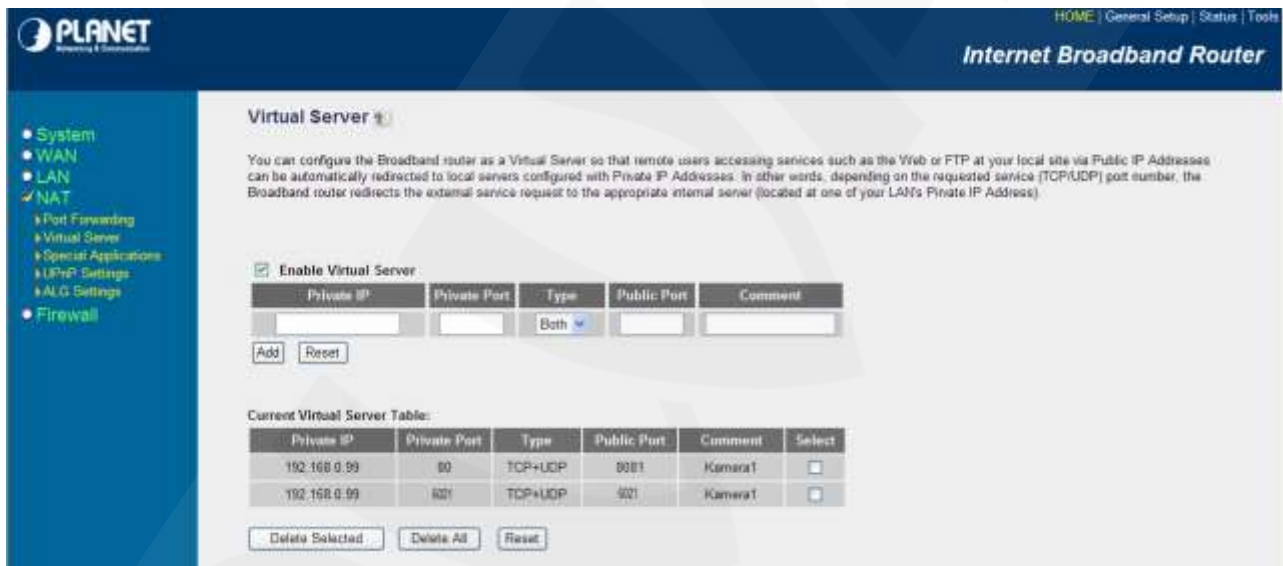 PLANET
Networking & Communication
HOME | General Setup | Status | Tools
Internet Broadband Router
System
WAN
LAN
NAT
Port Forwarding
Virtual Server
Special Applications
UPnP Settings
ALG Settings
Firewall
Virtual Server
You can configure the Broadband router as a Virtual Server so that remote users accessing services such as the Web or FTP at your local site via Public IP Addresses
can be automatically redirected to local servers configured with Private IP Addresses. In other words, depending on the requested service (TCP/UDP) port number, the
Broadband router redirects the external service request to the appropriate internal server (located at one of your LAN's Private IP Address).
Enable Virtual Server
Private IP Private Port Type Public Port Comment
Both
Add Reset
Current Virtual Server Table:
Private IP Private Port Type Public Port Comment Select
192.168.0.99 80 TCP+UDP 8081 Kamera1
192.168.0.99 6021 TCP+UDP 6021 Kamera1
Delete Selected Delete All Reset